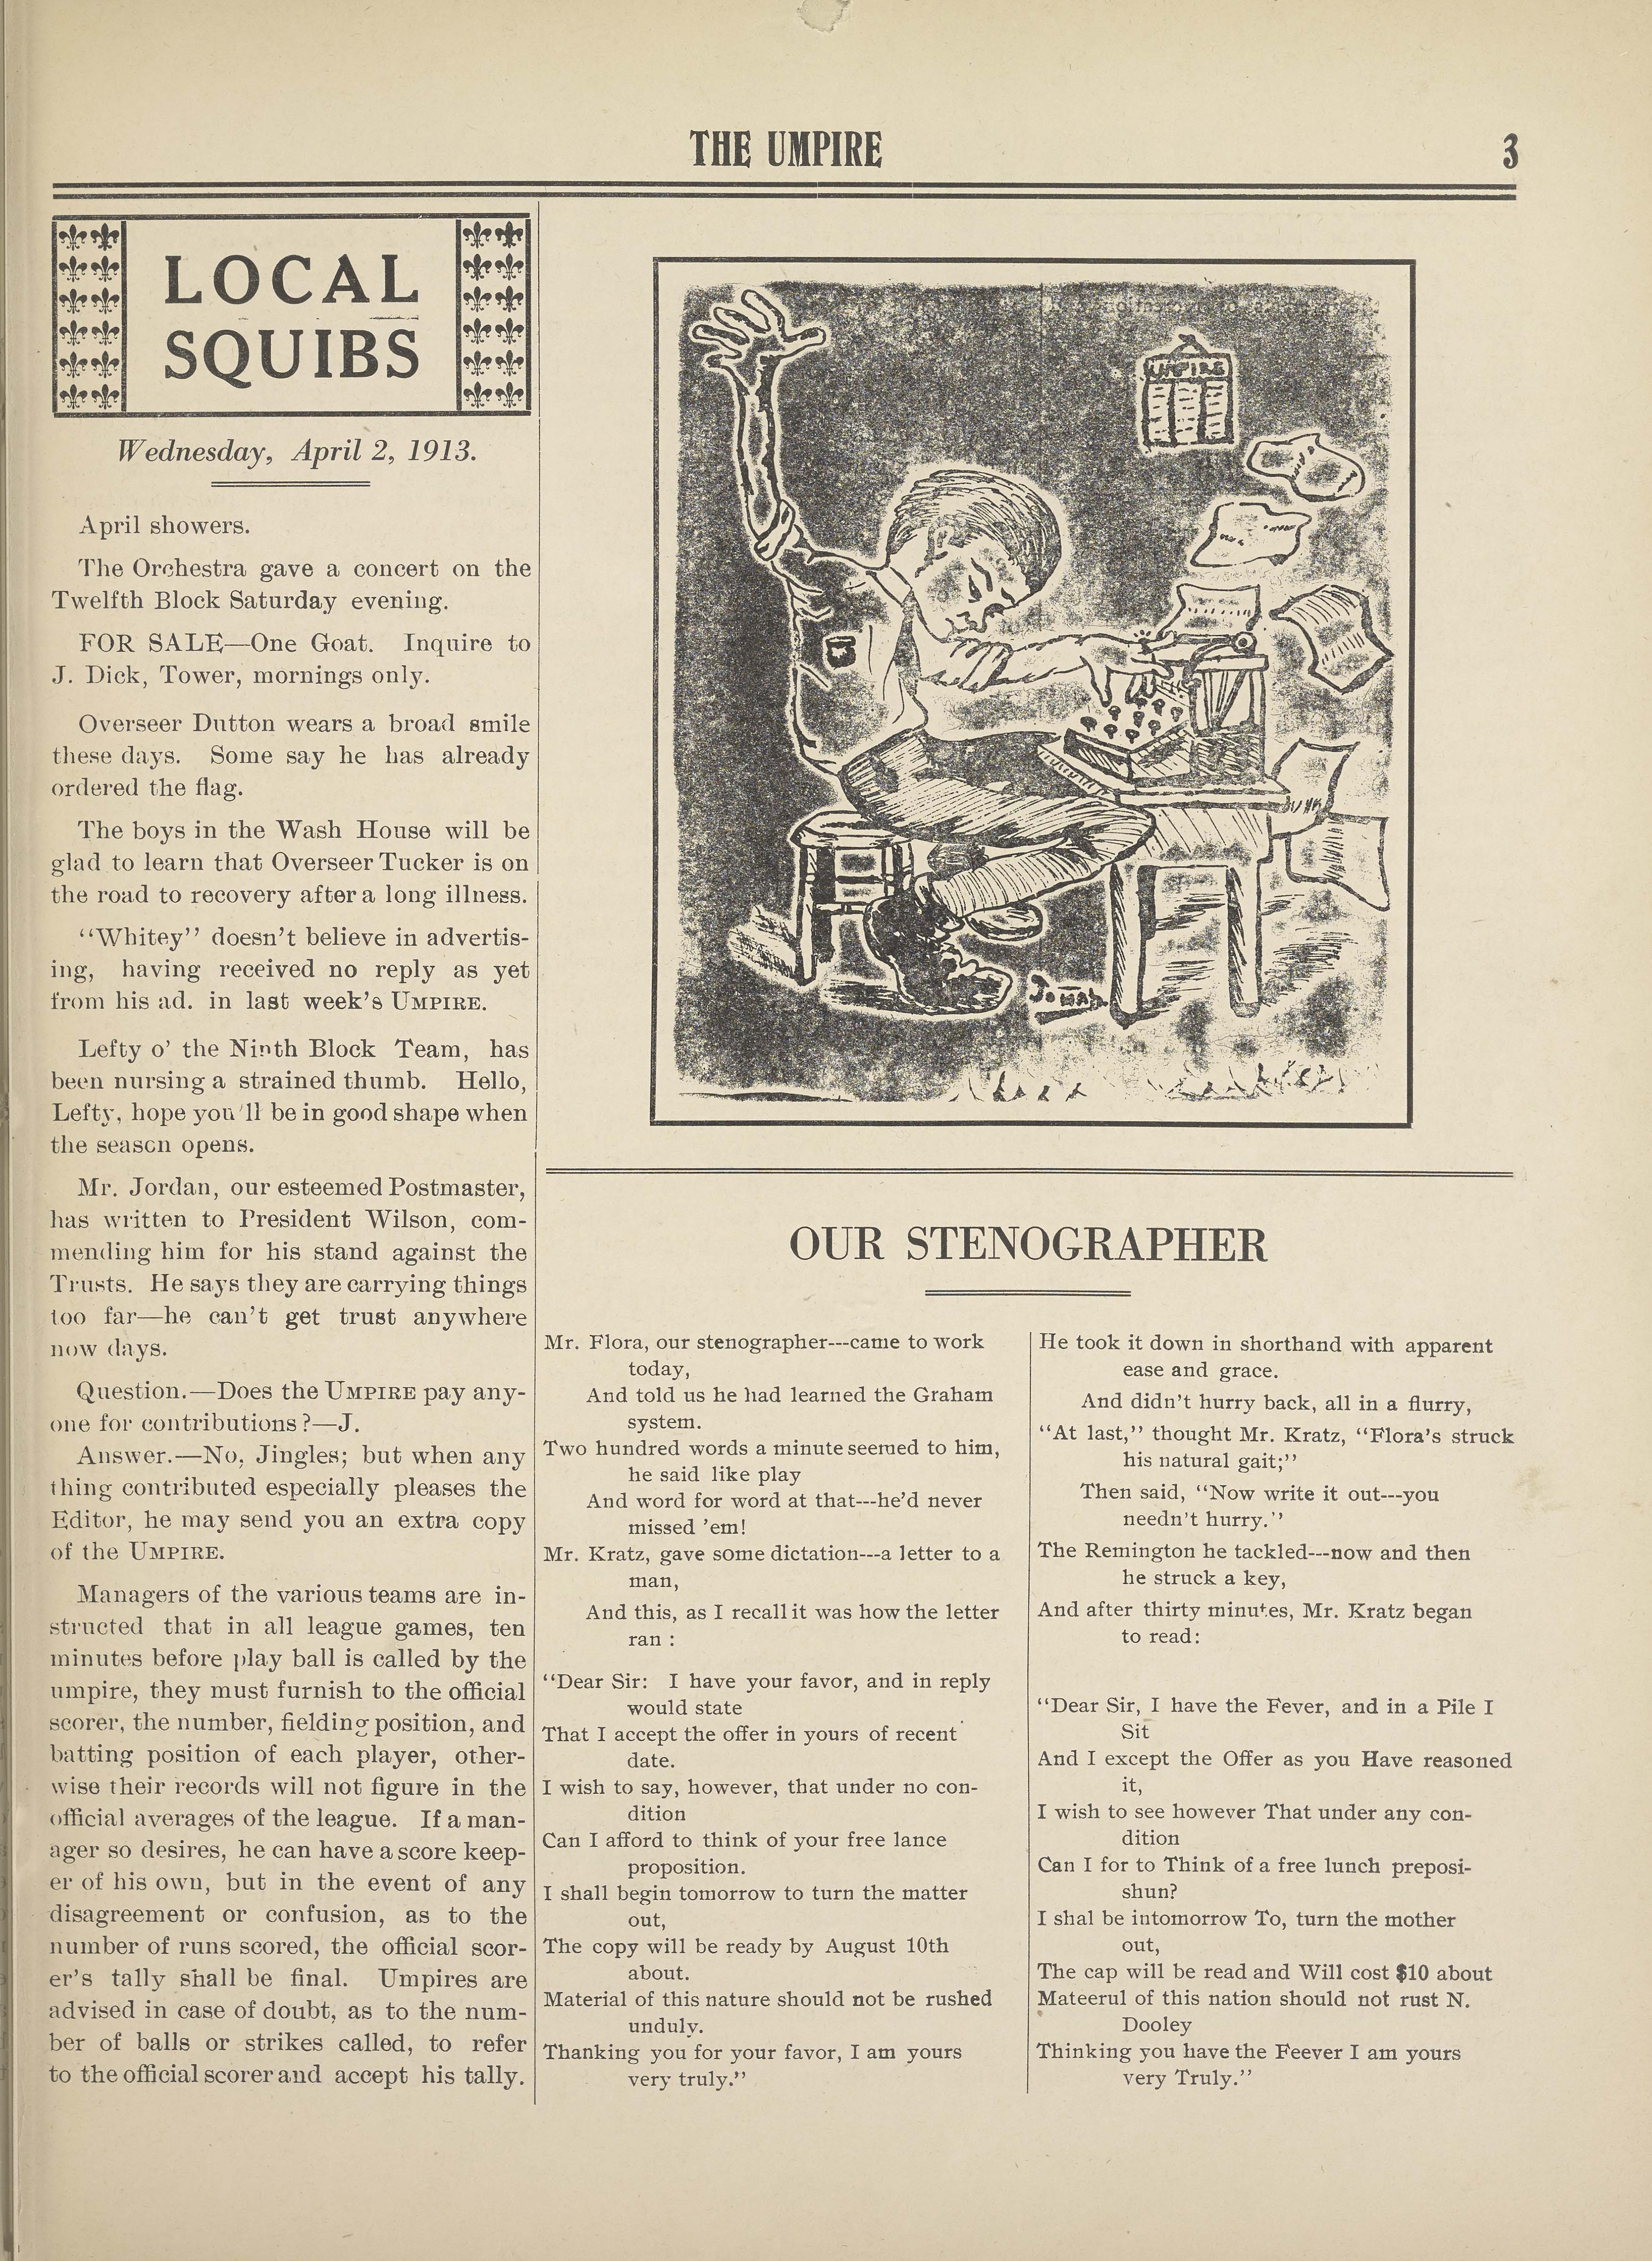 THE UMPIRE
3
LOCAL
SQUIBS
Wednesday, April 2, 1913.
April showers.
The Orchestra gave a concert on the
Twelfth Block Saturday evening.
FOR SALE—One Goat. Inquire to
J. Dick, Tower, mornings only.
Overseer Dutton wears a broad smile
these days. Some say he has already
ordered the flag.
The boys in the Wash House will be
glad to learn that Overseer Tucker is on
the road to recovery after a long illness.
“Whitey” doesn't believe in advertis-
ing, having received no reply as yet
from his ad. in last week's UMPIRE.
Lefty o' the Ninth Block Team, has
been nursing a strained thumb. Hello,
Lefty, hope you'll be in good shape when
the season opens.
Mr. Jordan, our esteemed Postmaster,
has written to President Wilson, com-
mending him for his stand against the
Trusts. He says they are carrying things
too far—he can't get trust anywhere
now days.
Question.—Does the UMPIRE pay any-
one for contributions?—J.
Answer.—No, Jingles; but when any
thing contributed especially pleases the
Editor, he may send you an extra copy
of the UMPIRE.
Managers of the various teams are in-
structed that in all league games, ten
minutes before play ball is called by the
umpire, they must furnish to the official
scorer, the number, fielding position, and
batting position of each player, other-
wise their records will not figure in the
official averages of the league. If a man-
ager so desires, he can have a score keep-
er of his own, but in the event of any
disagreement or confusion, as to the
number of runs scored, the official scor-
er's tally shall be final. Umpires are
advised in case of doubt, as to the num-
ber of balls or strikes called, to refer
to the official scorer and accept his tally.
UMPIRE
OUR STENOGRAPHER
Mr. Flora, our stenographer---came to work
today,
And told us he had learned the Graham
system.
Two hundred words a minute seemed to him,
he said like play
And word for word at that---he'd never
missed 'em!
Mr. Kratz, gave some dictation---a letter to a
man,
And this, as I recall it was how the letter
ran :
“Dear Sir: I have your favor, and in reply
would state
That I accept the offer in yours of recent
date.
I wish to say, however, that under no con-
dition
Can I afford to think of your free lance
proposition.
I shall begin tomorrow to turn the matter
out,
The copy will be ready by August 10th
about.
Material of this nature should not be rushed
unduly.
Thanking you for your favor, I am yours
very truly.”
He took it down in shorthand with apparent
ease and grace.
And didn't hurry back, all in a flurry,
“At last,” thought Mr. Kratz, “Flora's struck
his natural gait;”
Then said, “Now write it out---you
needn't hurry.”
The Remington he tackled---now and then
he struck a key,
And after thirty minutes, Mr. Kratz began
to read:
“Dear Sir, I have the Fever, and in a Pile I
Sit
And I except the Offer as you Have reasoned
it,
I wish to see however That under any con-
dition
Can I for to Think of a free lunch preposi-
shun?
I shal be intomorrow To, turn the mother
out,
The cap will be read and Will cost $10 about
Mateerul of this nation should not rust N.
Dooley
Thinking you have the Feever I am yours
very Truly.”